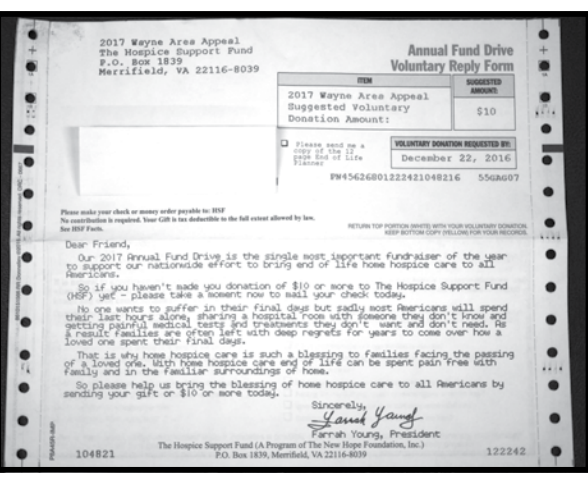 2017 Wayne Area Appeal
The Hospice Support Fund
P.O. Box 1839
Merrifield, VA 22116-8039
Annual Fund Drive
Voluntary Reply Form
ITEM
SUGGESTED
AMOUNT:
2017 Wayne Area Appeal
Suggested Voluntary
Donation Amount:
$10
Please send me a
copy of the 12
page End of Life
Planner
VOLUNTARY DONATION REQUESTED BY:
December 22, 2016
PW45626801222421048216 55GAG07
Please make your check or money order payable to: HSF
No contribution is required. Your Gift is tax deductible to the full extent allowed by law.
See HSF Facts.
RETURN TOP PORTION (WHITE) WITH YOUR VOLUNTARY DONATION.
KEEP BOTTOM COPY (YELLOW) FOR YOUR RECORDS.
Dear Friend,
Our 2017 Annual Fund Drive is the single most important fundraiser of the year
to support our nationwide effort to bring end of life home hospice care to all
Americans.
So if you haven't made you donation of $10 or more to The Hospice Support Fund
(HSF) yet - please take a moment now to mail your check today.
No one wants to suffer in their final days but sadly most Americans will spend
their last hours alone, sharing a hospital room with someone they don't know and
getting painful medical tests and treatments they don't want and don't need. As
a result families are often left with deep regrets for years to come over how a
loved one spent their final days.
That is why home hospice care is such a blessing to families facing the passing
of a loved one. With home hospice care end of life can be spent pain free with
family and in the familiar surroundings of home.
So please help us bring the blessing of home hospice care to all Americans by
sending your gift or $10 or more today.
Sincerely,
Farrah Young
Farrah Young, President
104821
The Hospice Support Fund (A Program of The New Hope Foundation, Inc.)
P.O. Box 1839, Merrifield, VA 22116-8039
122242